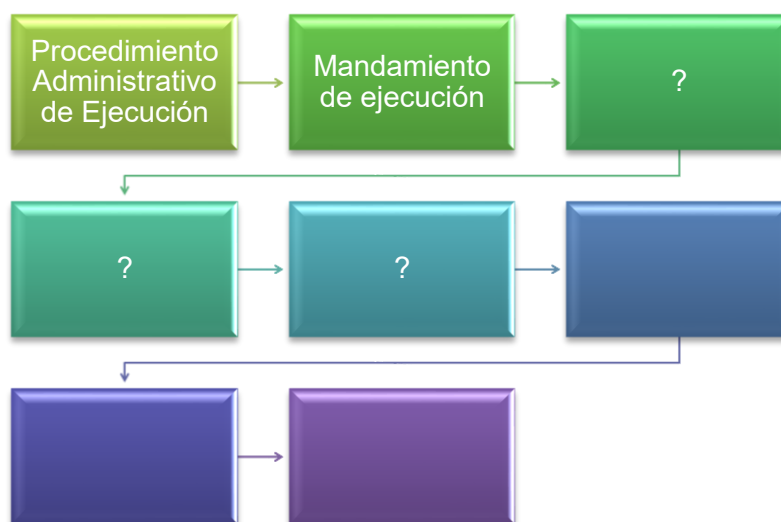 Procedimiento
Administrativo
de Ejecución
Mandamiento
de ejecución
?
?
?